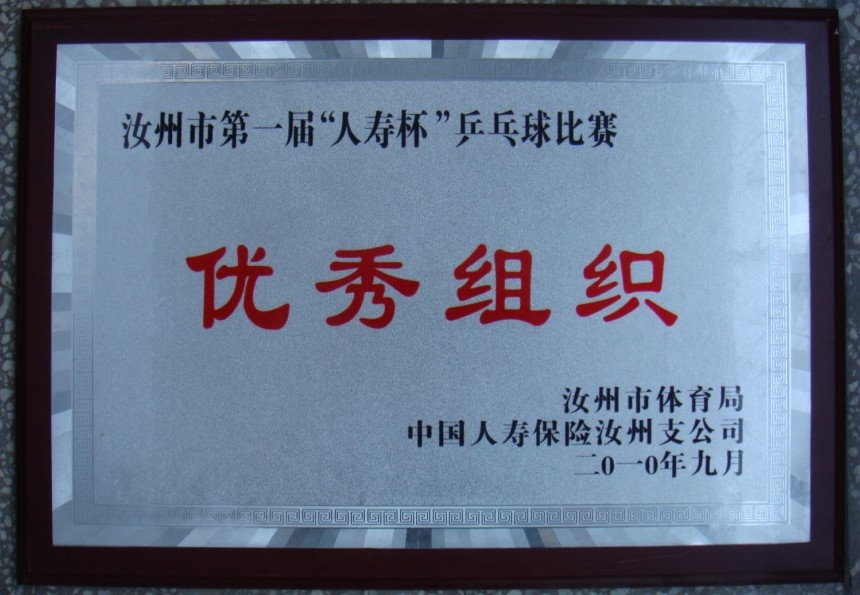 汝州市第一届“人寿杯”乒乓球比赛
优秀组织
汝州市体育局
中国人寿保险汝州支公司
二0一0年九月